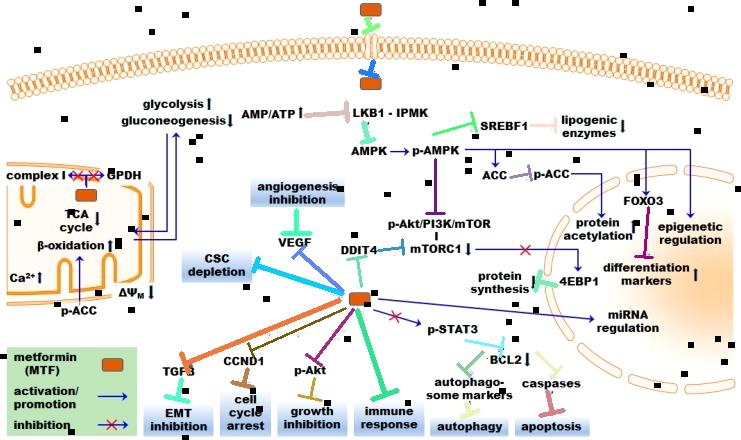 glycolysis
gluconeogenesis
AMP/ATP
LKB1 - IPMK
SREBF1
lipogenic
enzymes
AMPK
p-AMPK
complex I
GPDH
ACC
p-ACC
TCA
cycle
angiogenesis
inhibition
FOXO3
β-oxidation
p-Akt/PI3K/mTOR
protein
acetylation
epigenetic
regulation
VEGF
DDIT4
mTORC1
CSC
depletion
differentiation
markers
Ca²⁺
protein
synthesis
4EBP1
ΔΨM
p-ACC
miRNA
regulation
p-STAT3
metformin
(MTF)
activation/
promotion
inhibition
TGFβ
CCND1
p-Akt
BCL2
autophago-
some markers
caspases
EMT
inhibition
cell
cycle
arrest
growth
inhibition
immune
response
autophagy
apoptosis